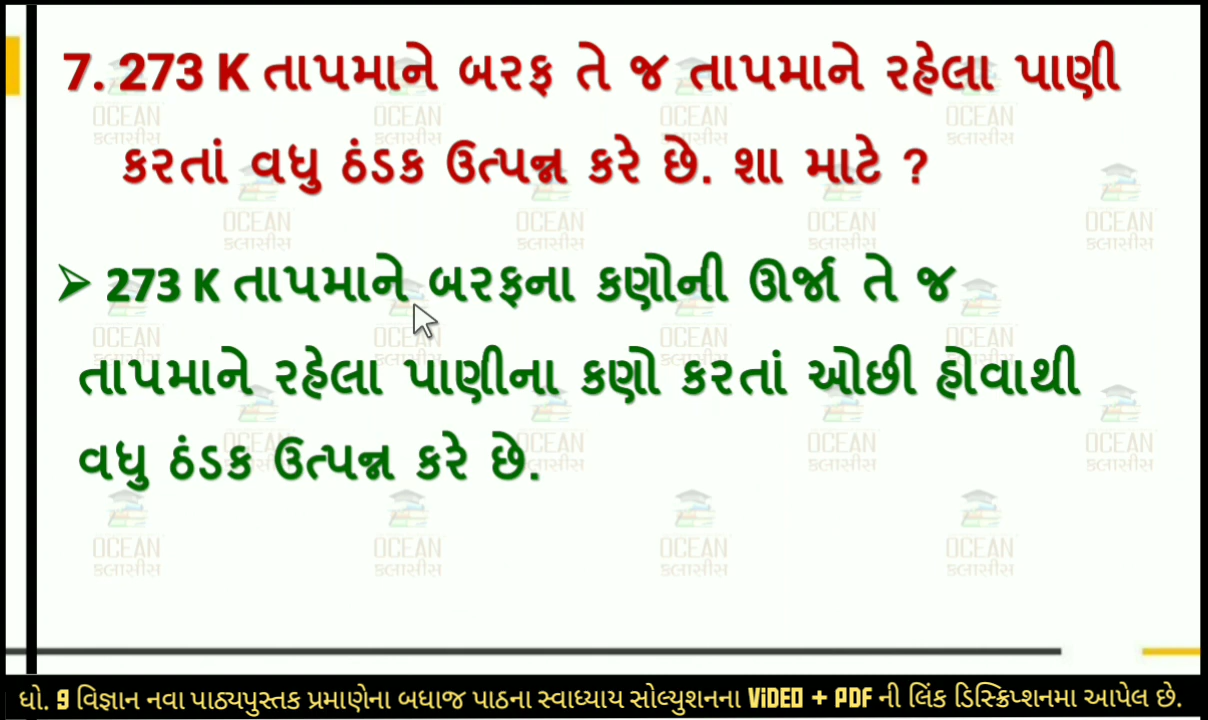 7. 273 K તાપમાને બરફ તે જ તાપમાને રહેલા પાણી
કરતાં વધુ ઠંડક ઉત્પન્ન કરે છે. શા માટે ?
➢ 273 K તાપમાને બરફના કણોની ઊર્જા તે જ
તાપમાને રહેલા પાણીના કણો કરતાં ઓછી હોવાથી
વધુ ઠંડક ઉત્પન્ન કરે છે.
OCEAN
ક્લાસીસ
ધો. 9 વિજ્ઞાન નવા પાઠ્યપુસ્તક પ્રમાણેના બધાજ પાઠના સ્વાધ્યાય સોલ્યુશનના VIDEO + PDF ની લિંક ડિસ્ક્રિપ્શનમા આપેલ છે.